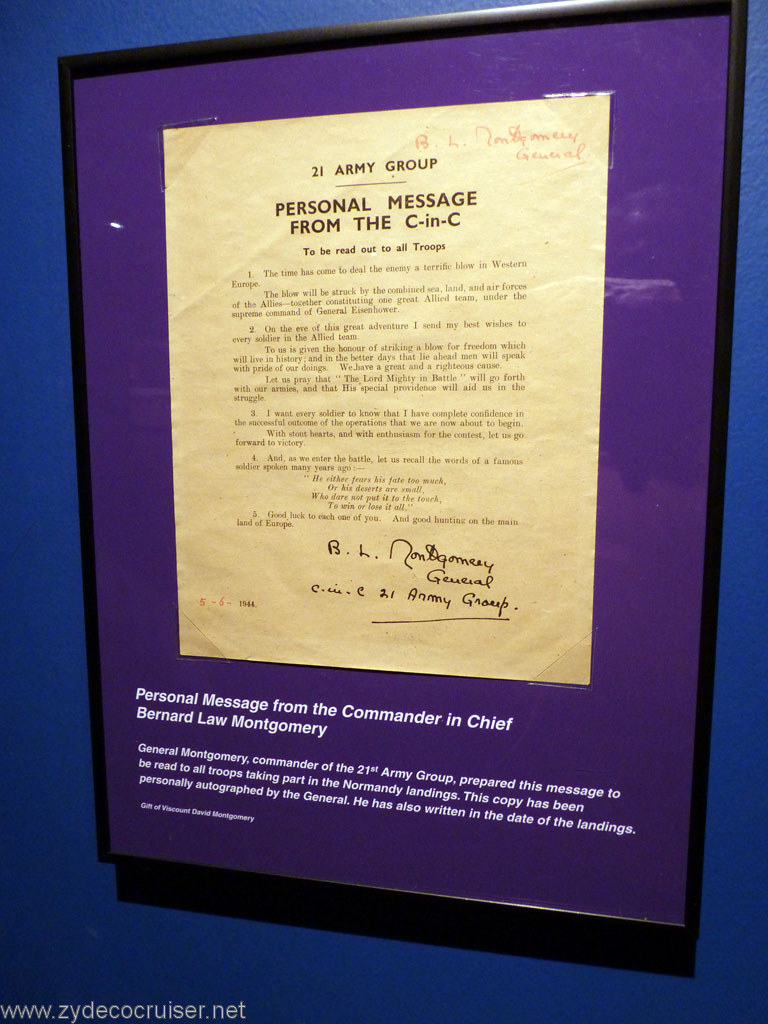 B. L. Montgomery
General
21 ARMY GROUP
PERSONAL MESSAGE
FROM THE C-in-C
To be read out to all Troops
1. The time has come to deal the enemy a terrific blow in Western
Europe.
The blow will be struck by the combined sea, land, and air forces
of the Allies—together constituting one great Allied team, under the
supreme command of General Eisenhower.
2. On the eve of this great adventure I send my best wishes to
every soldier in the Allied team.
To us is given the honour of striking a blow for freedom which
will live in history; and in the better days that lie ahead men will speak
with pride of our doings. We have a great and a righteous cause.
Let us pray that " The Lord Mighty in Battle " will go forth
with our armies, and that His special providence will aid us in the
struggle.
3. I want every soldier to know that I have complete confidence in
the successful outcome of the operations that we are now about to begin.
With stout hearts, and with enthusiasm for the contest, let us go
forward to victory.
4. And, as we enter the battle, let us recall the words of a famous
soldier spoken many years ago :—
" He either fears his fate too much,
Or his deserts are small,
Who dare not put it to the touch,
To win or lose it all."
5. Good luck to each one of you. And good hunting on the main
land of Europe.
B. L. Montgomery
General
C.-in.-C 21 Army Group.
5 - 6 - 1944.
Personal Message from the Commander in Chief
Bernard Law Montgomery
General Montgomery, commander of the 21st Army Group, prepared this message to
be read to all troops taking part in the Normandy landings. This copy has been
personally autographed by the General. He has also written in the date of the landings.
Gift of Viscount David Montgomery
www.zydecocruiser.net